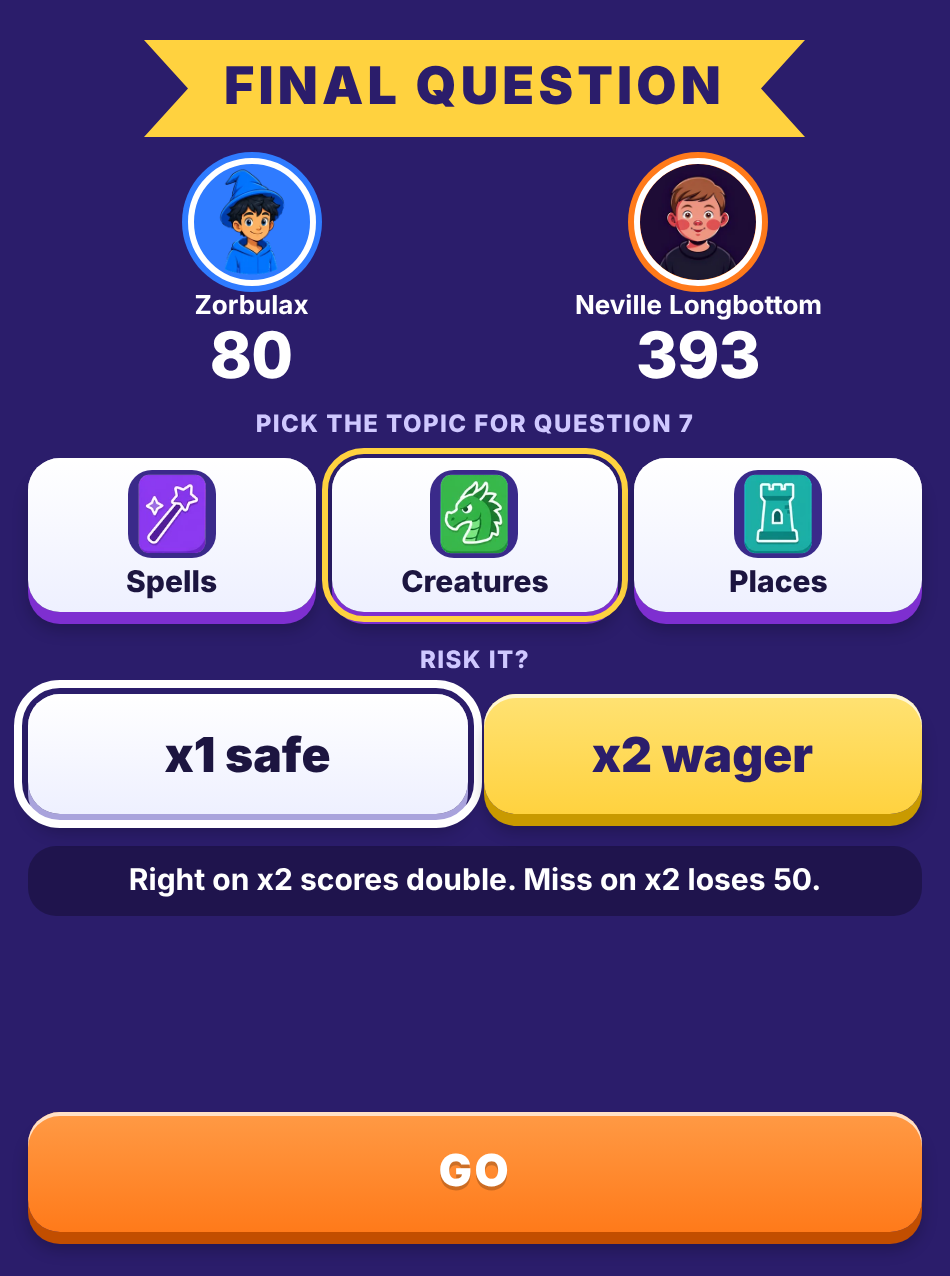 FINAL QUESTION
Zorbulax
Neville Longbottom
80
393
PICK THE TOPIC FOR QUESTION 7
Spells
Creatures
Places
RISK IT?
x1 safe
x2 wager
Right on x2 scores double. Miss on x2 loses 50.
GO